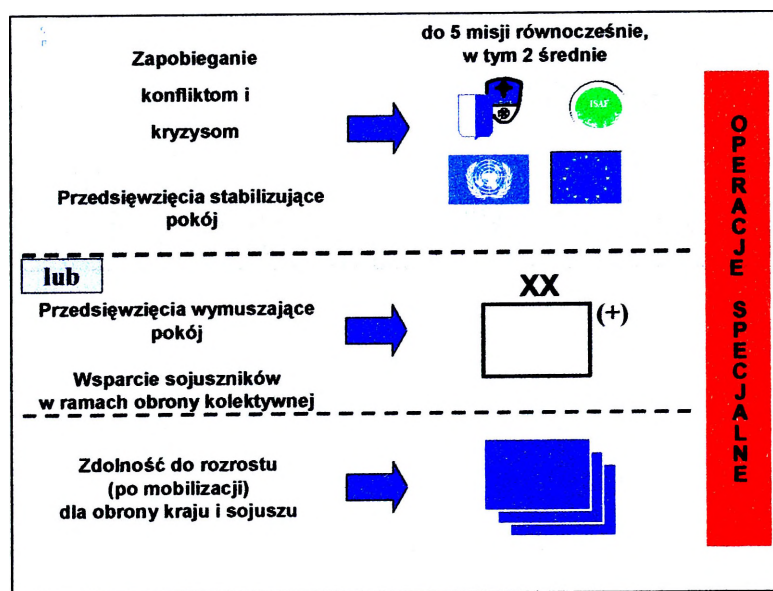 Zapobieganie
konfliktom i
kryzysom
do 5 misji równocześnie,
w tym 2 średnie
ISAF
Przedsięwzięcia stabilizujące
pokój
lub
Przedsięwzięcia wymuszające
pokój
XX
(+)
Wsparcie sojuszników
w ramach obrony kolektywnej
Zdolność do rozrostu
(po mobilizacji)
dla obrony kraju i sojuszu
OPERACJE SPECJALNE